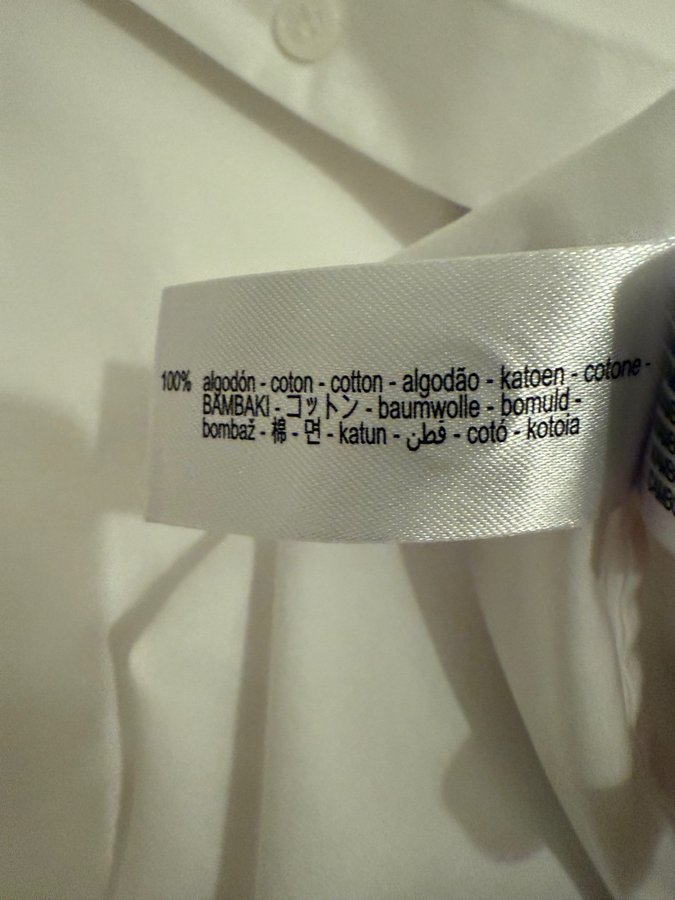 100% algodón - coton - cotton - algodão - katoen - cotone -
BAMBAKI - コットン - baumwolle - bomuld -
bombaž - 棉 - 면 - katun - قطن - cotó - kotoia